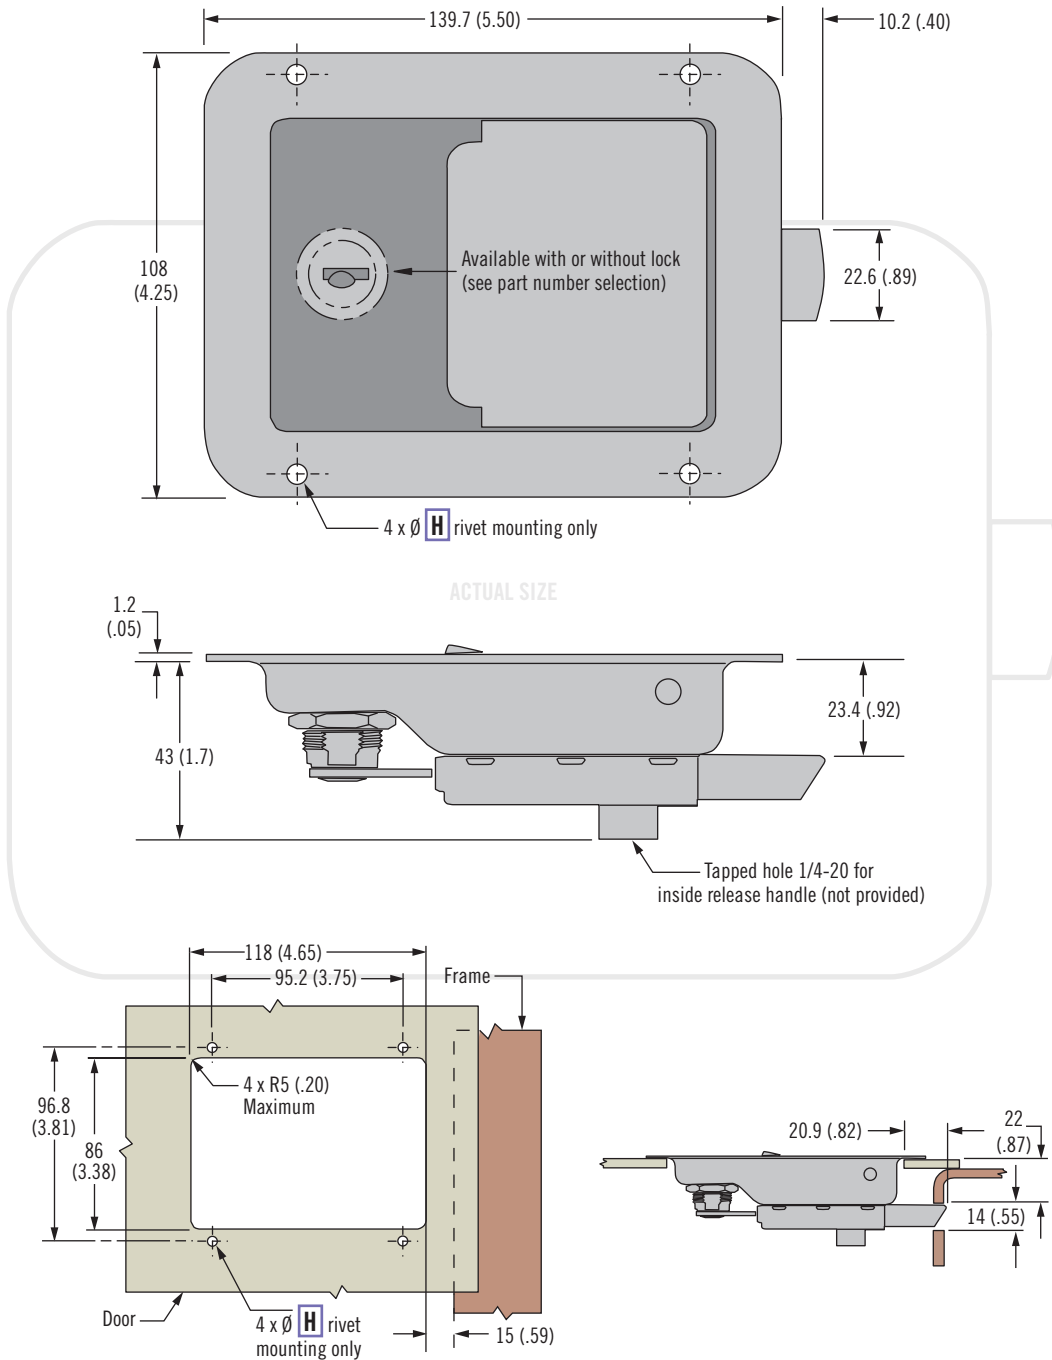 139.7 (5.50)
10.2 (.40)
108
(4.25)
Available with or without lock
(see part number selection)
22.6 (.89)
4 x Ø H rivet mounting only
ACTUAL SIZE
1.2
(.05)
43 (1.7)
23.4 (.92)
Tapped hole 1/4-20 for
inside release handle (not provided)
118 (4.65)
95.2 (3.75)
Frame
4 x R5 (.20)
Maximum
96.8
(3.81)
86
(3.38)
20.9 (.82)
22
(.87)
14 (.55)
Door
4 x Ø H rivet
mounting only
15 (.59)